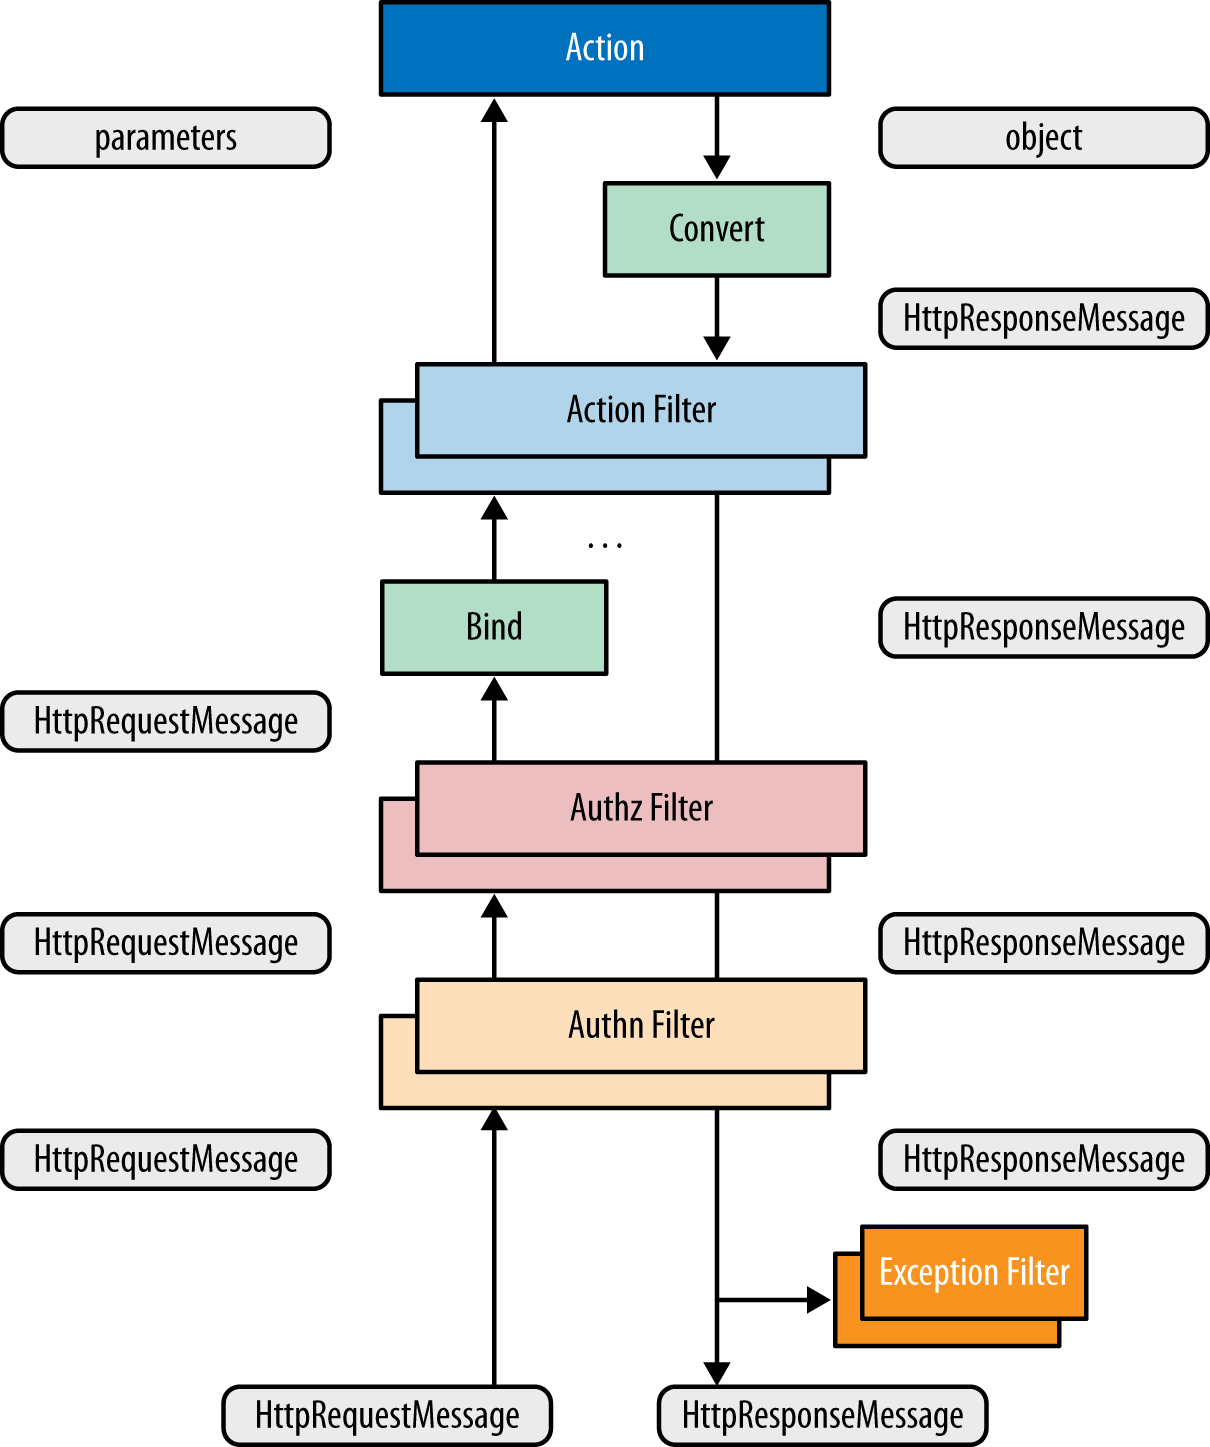 Action
parameters
object
Convert
HttpResponseMessage
Action Filter
...
Bind
HttpResponseMessage
HttpRequestMessage
Authz Filter
HttpRequestMessage
HttpResponseMessage
Authn Filter
HttpRequestMessage
HttpResponseMessage
Exception Filter
HttpRequestMessage
HttpResponseMessage